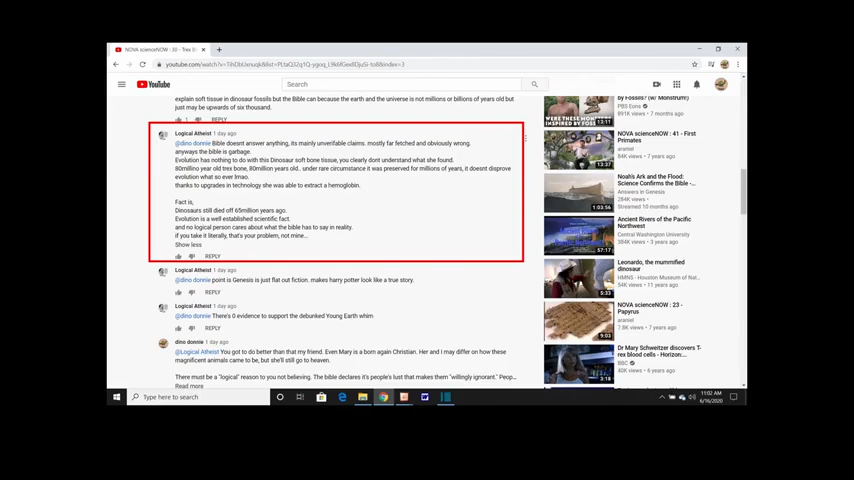 NOVA scienceNOW : 30 - Trex B
youtube.com/watch?v=TihDbUxnuqk&list=PLtaQ32q1Q-ygoq_L9k6fGex8DjuSi-to8&index=3
YouTube
Search
explain soft tissue in dinosaur fossils but the Bible can because the earth and the universe is not millions or billions of years old but
just may be upwards of six thousand.
1 REPLY
Logical Atheist 1 day ago
@dino donnie Bible doesnt answer anything, its mainly unverifable claims. mostly far fetched and obviously wrong.
anyways the bible is garbage.
Evolution has nothing to do with this Dinosaur soft bone tissue, you clearly dont understand what she found.
80millino year old trex bone, 80million years old.. under rare circumstance it was preserved for millions of years, it doesnt disprove
evolution what so ever lmao.
thanks to upgrades in technology she was able to extract a hemoglobin.
Fact is,
Dinosaurs still died off 65million years ago.
Evolution is a well established scientific fact.
and no logical person cares about what the bible has to say in reality.
if you take it literally, that's your problem, not mine...
Show less
REPLY
Logical Atheist 1 day ago
@dino donnie point is Genesis is just flat out fiction. makes harry potter look like a true story.
REPLY
Logical Atheist 1 day ago
@dino donnie There's 0 evidence to support the debunked Young Earth whim
REPLY
dino donnie 1 day ago
@Logical Atheist You got to do better than that my friend. Even Mary is a born again Christian. Her and I may differ on how these
magnificent animals came to be, but she'll still go to heaven.
There must be a "logical" reason to you not believing. The bible declares it's people's lust that makes them "willingly ignorant." Peop...
Read more
by Fossils? (w/ Monstrum!)
PBS Eons
891K views • 7 months ago
WERE THESE
MONSTERS
INSPIRED BY
FOSSILS
13:11
NOVA scienceNOW : 41 - First
Primates
araniel
84K views • 7 years ago
13:37
Noah's Ark and the Flood:
Science Confirms the Bible -...
284K views •
Streamed 10 months ago
1:03:56
Ancient Rivers of the Pacific
Northwest
Central Washington University
38K views • 3 years ago
57:17
Leonardo, the mummified
dinosaur
HMNS - Houston Museum of Nat...
54K views • 11 years ago
5:33
NOVA scienceNOW : 23 -
Papyrus
araniel
7.8K views • 7 years ago
9:03
Dr Mary Schweitzer discovers T-
rex blood cells - Horizon:...
BBC
40K views • 6 years ago
3:18
Type here to search
11:02 AM
6/16/2020